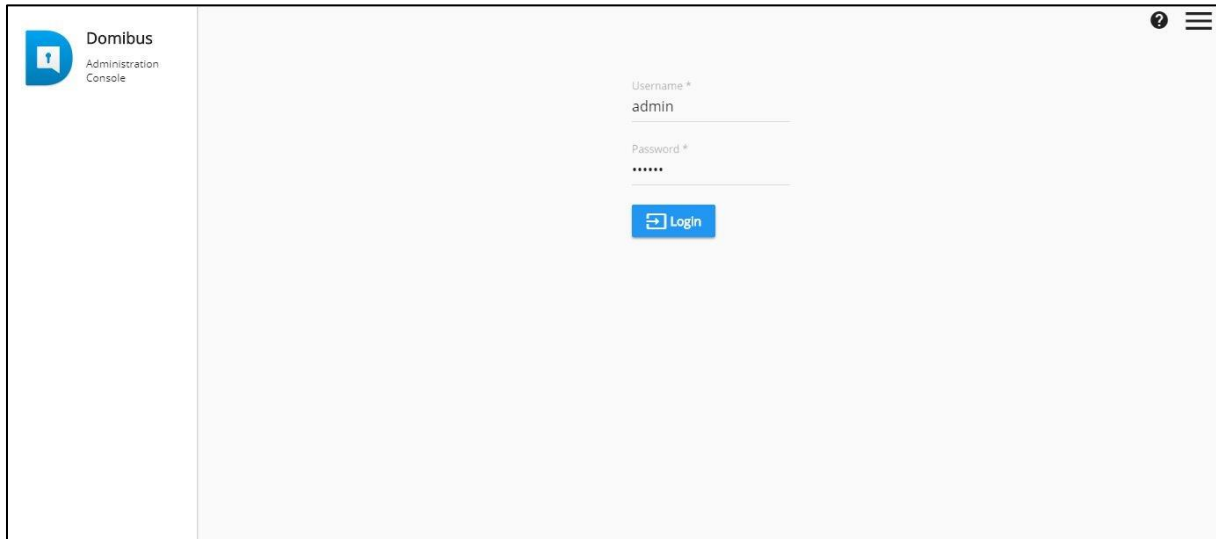 Domibus
Administration
Console
Username *
admin
Password *
••••••
Login